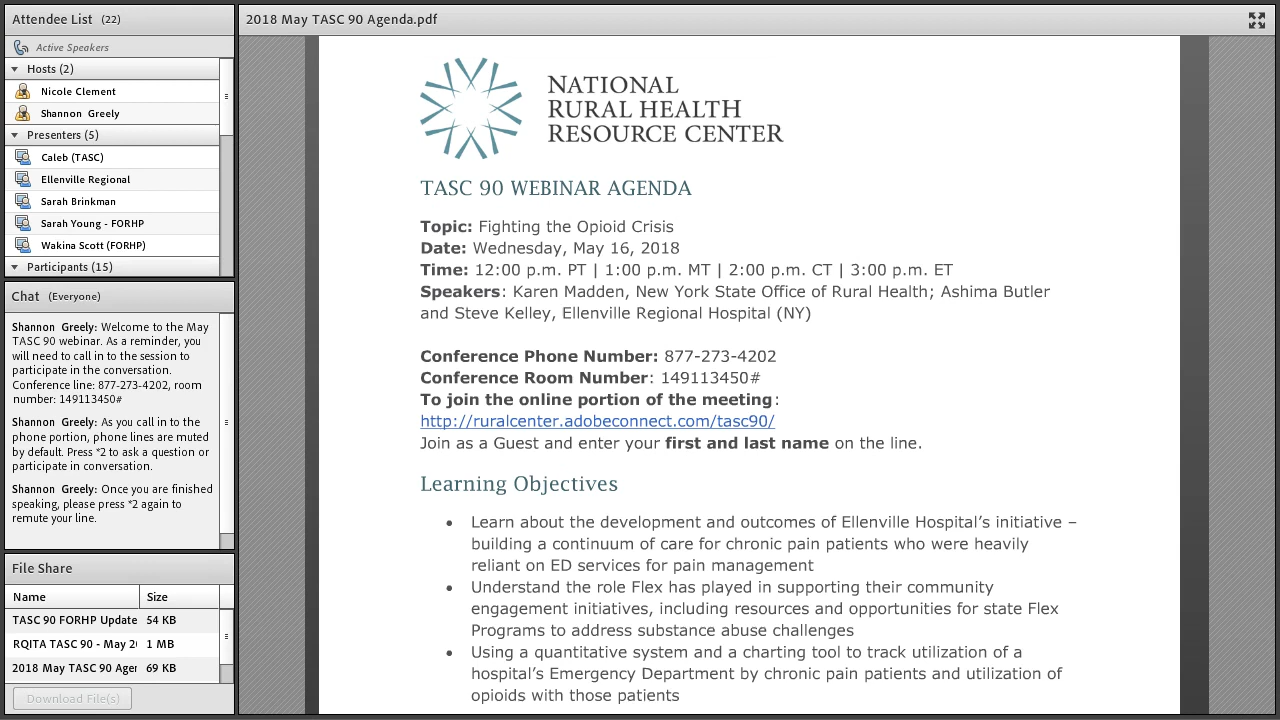 Attendee List (22)
Active Speakers
Hosts (2)
Nicole Clement
Shannon Greely
Presenters (5)
Caleb (TASC)
Ellenville Regional
Sarah Brinkman
Sarah Young - FORHP
Wakina Scott (FORHP)
Participants (15)
Chat (Everyone)
Shannon Greely: Welcome to the May
TASC 90 webinar. As a reminder, you
will need to call in to the session to
participate in the conversation.
Conference line: 877-273-4202, room
number: 149113450#
Shannon Greely: As you call in to the
phone portion, phone lines are muted
by default. Press *2 to ask a question or
participate in conversation.
Shannon Greely: Once you are finished
speaking, please press *2 again to
remute your line.
File Share
Name Size
TASC 90 FORHP Update 54 KB
RQITA TASC 90 - May 2 1 MB
2018 May TASC 90 Ager 69 KB
Download File(s)
2018 May TASC 90 Agenda.pdf
NATIONAL
RURAL HEALTH
RESOURCE CENTER
TASC 90 WEBINAR AGENDA
Topic: Fighting the Opioid Crisis
Date: Wednesday, May 16, 2018
Time: 12:00 p.m. PT | 1:00 p.m. MT | 2:00 p.m. CT | 3:00 p.m. ET
Speakers: Karen Madden, New York State Office of Rural Health; Ashima Butler
and Steve Kelley, Ellenville Regional Hospital (NY)
Conference Phone Number: 877-273-4202
Conference Room Number: 149113450#
To join the online portion of the meeting:
http://ruralcenter.adobeconnect.com/tasc90/
Join as a Guest and enter your first and last name on the line.
Learning Objectives
• Learn about the development and outcomes of Ellenville Hospital's initiative –
building a continuum of care for chronic pain patients who were heavily
reliant on ED services for pain management
• Understand the role Flex has played in supporting their community
engagement initiatives, including resources and opportunities for state Flex
Programs to address substance abuse challenges
• Using a quantitative system and a charting tool to track utilization of a
hospital's Emergency Department by chronic pain patients and utilization of
opioids with those patients